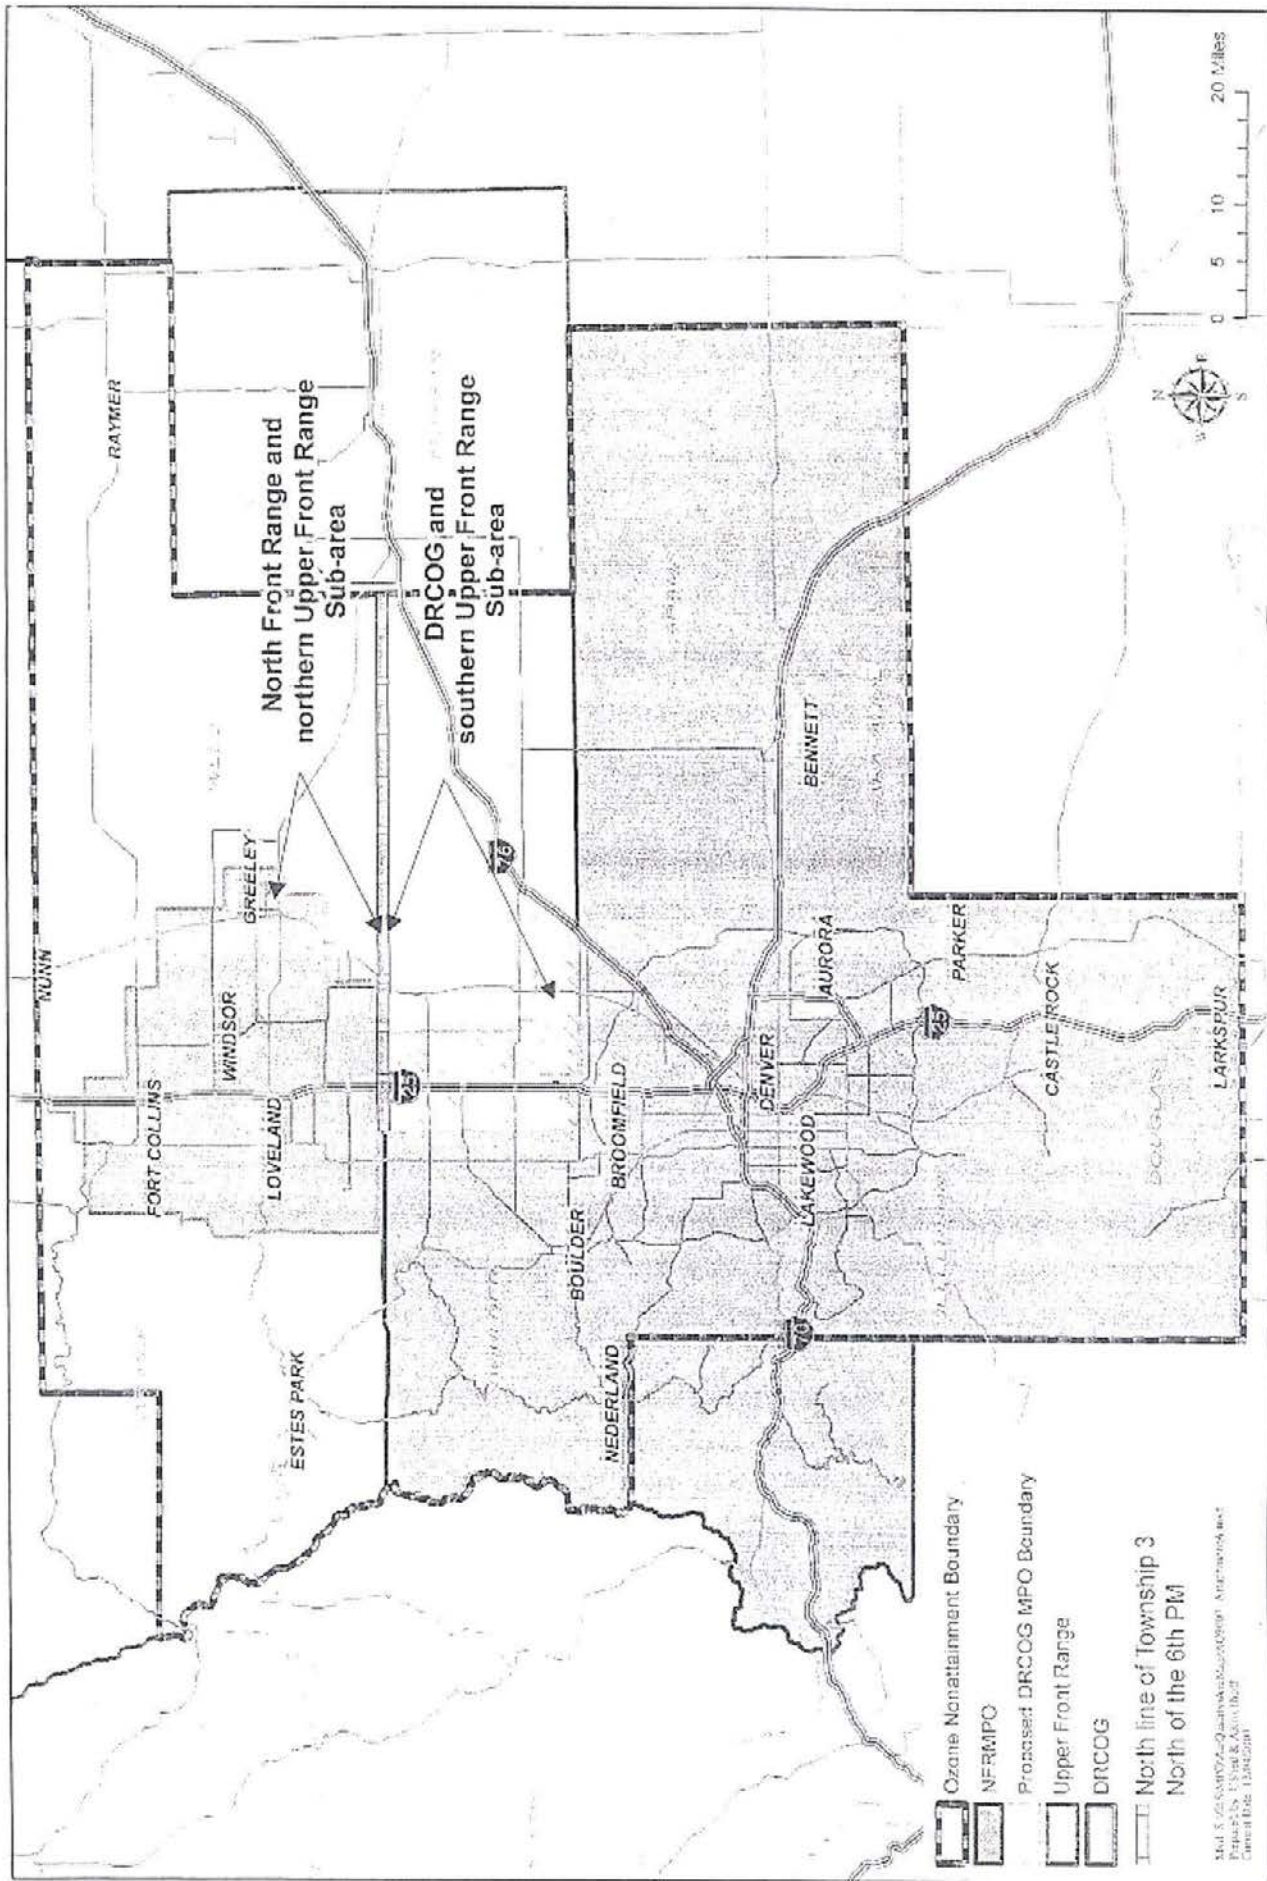 NUNN
RAYMER
FORT COLLINS
WINDSOR
GREELEY
LOVELAND
ESTES PARK
North Front Range and
northern Upper Front Range
Sub-area
DRCOG and
southern Upper Front Range
Sub-area
25
76
BOULDER
BROOMFIELD
NEDERLAND
DENVER
LAKEWOOD
AURORA
BENNETT
70
25
PARKER
CASTLE ROCK
DOUGLAS
LARKSPUR
N
W
E
S
0 5 10 20 Miles
Ozone Nonattainment Boundary
NFRMPO
Proposed DRCOG MPO Boundary
Upper Front Range
DRCOG
North line of Township 3
North of the 6th PM